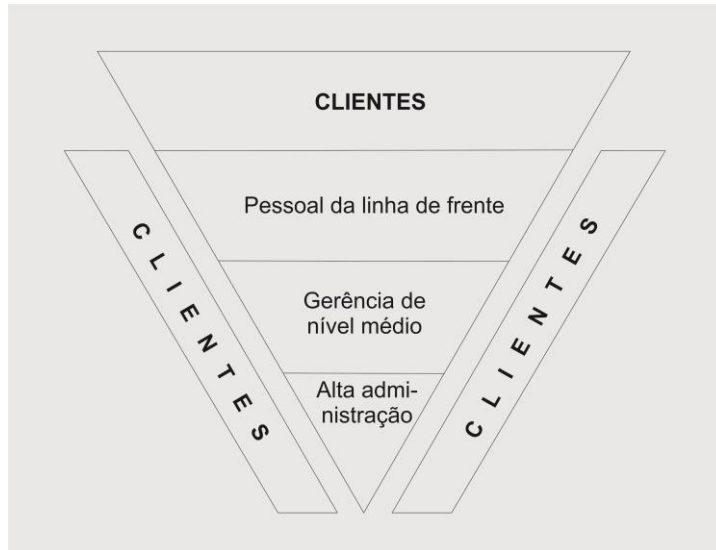 CLIENTES
Pessoal da linha de frente
Gerência de
nível médio
Alta admi-
nistração
CLIENTES
CLIENTES